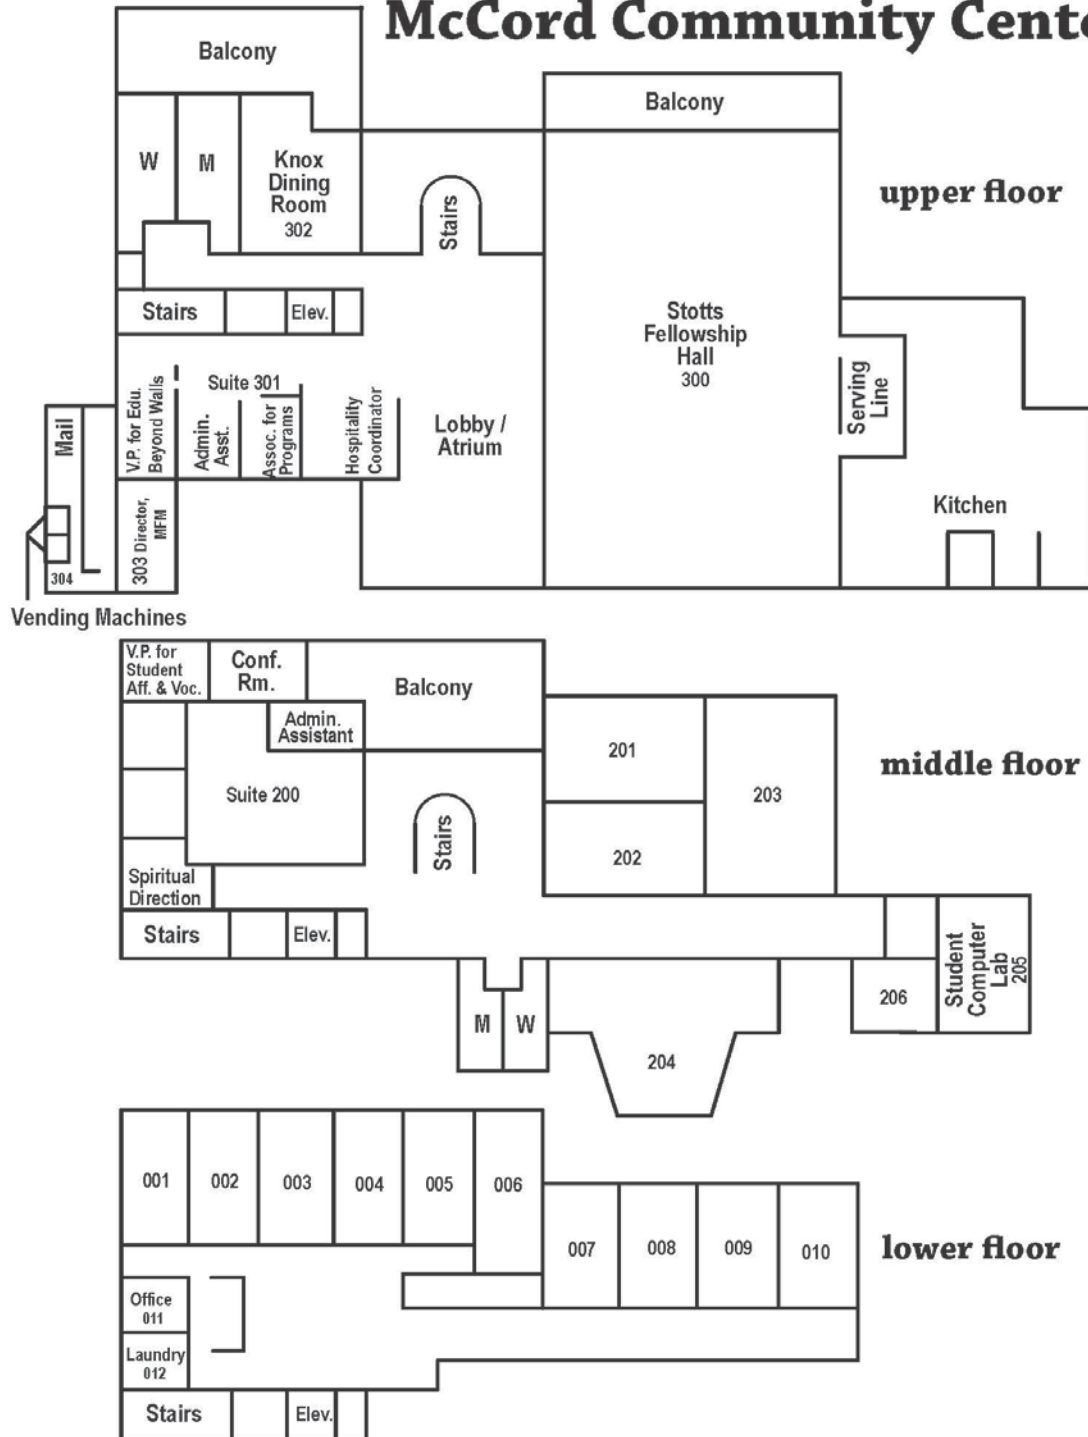 McCord Community Cente
Balcony
Balcony
W
M
Knox
Dining
Room
302
Stairs
upper floor
Stairs
Elev.
Stotts
Fellowship
Hall
300
Serving
Line
V.P. for Edu.
Beyond Walls
Suite 301
Admin.
Asst.
Assoc. for
Programs
Hospitality
Coordinator
Lobby /
Atrium
Mail
Kitchen
303 Director,
MFM
304
Vending Machines
V.P. for
Student
Aff. & Voc.
Conf.
Rm.
Balcony
Admin.
Assistant
201
middle floor
Suite 200
203
Stairs
202
Spiritual
Direction
Stairs
Elev.
Student
Computer
Lab
205
206
M
W
204
001
002
003
004
005
006
007
008
009
010
lower floor
Office
011
Laundry
012
Stairs
Elev.